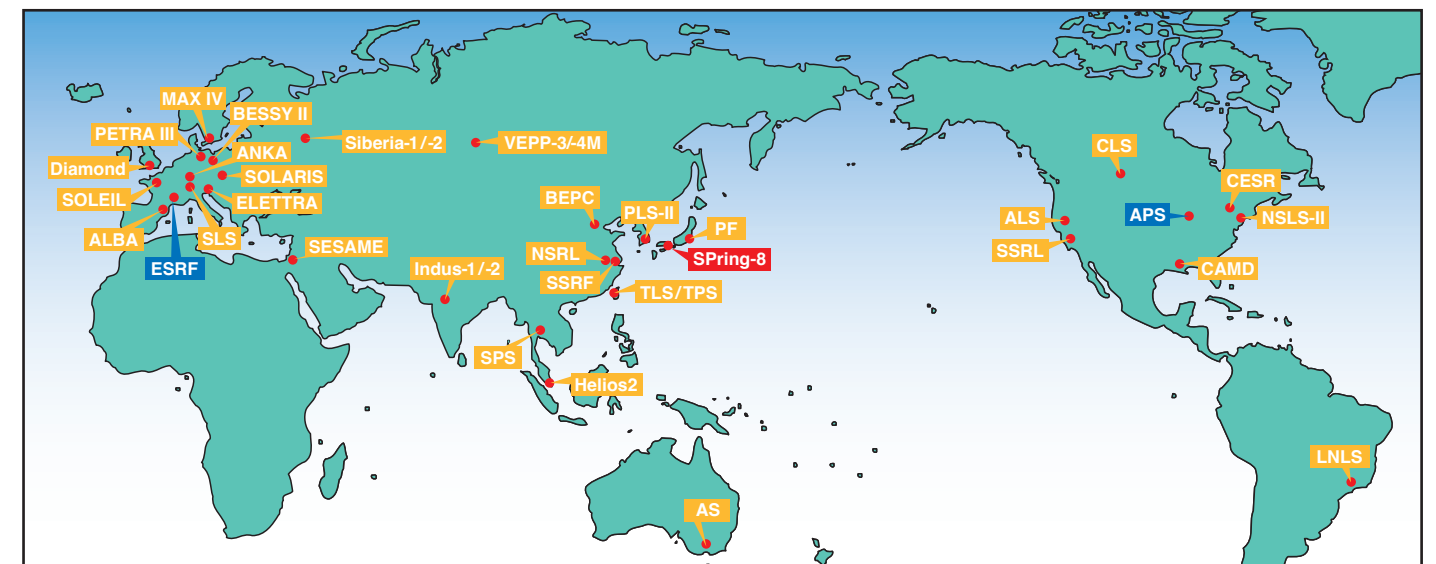 MAX IV
BESSY II
PETRA III
Siberia-1/-2
VEPP-3/-4M
ANKA
Diamond
SOLARIS
SOLEIL
ELETTRA
ALBA
SLS
ESRF
SESAME
BEPC
PLS-II
PF
NSRL
SPring-8
Indus-1/-2
SSRF
TLS/TPS
SPS
Helios2
AS
CLS
CESR
ALS
APS
NSLS-II
SSRL
CAMD
LNLS